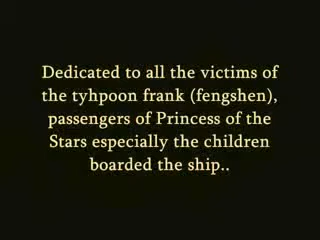 Dedicated to all the victims of
the tyhpoon frank (fengshen),
passengers of Princess of the
Stars especially the children
boarded the ship..